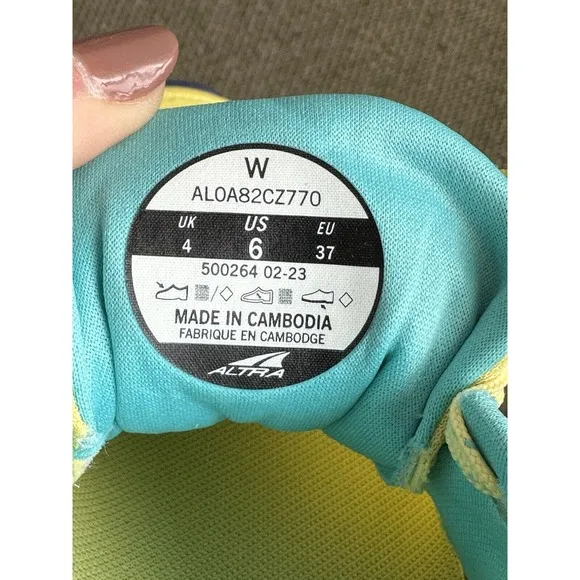 W
AL0A82CZ770
UK US EU
4 6 37
500264 02-23
MADE IN CAMBODIA
FABRIQUE EN CAMBODGE
ALTRA